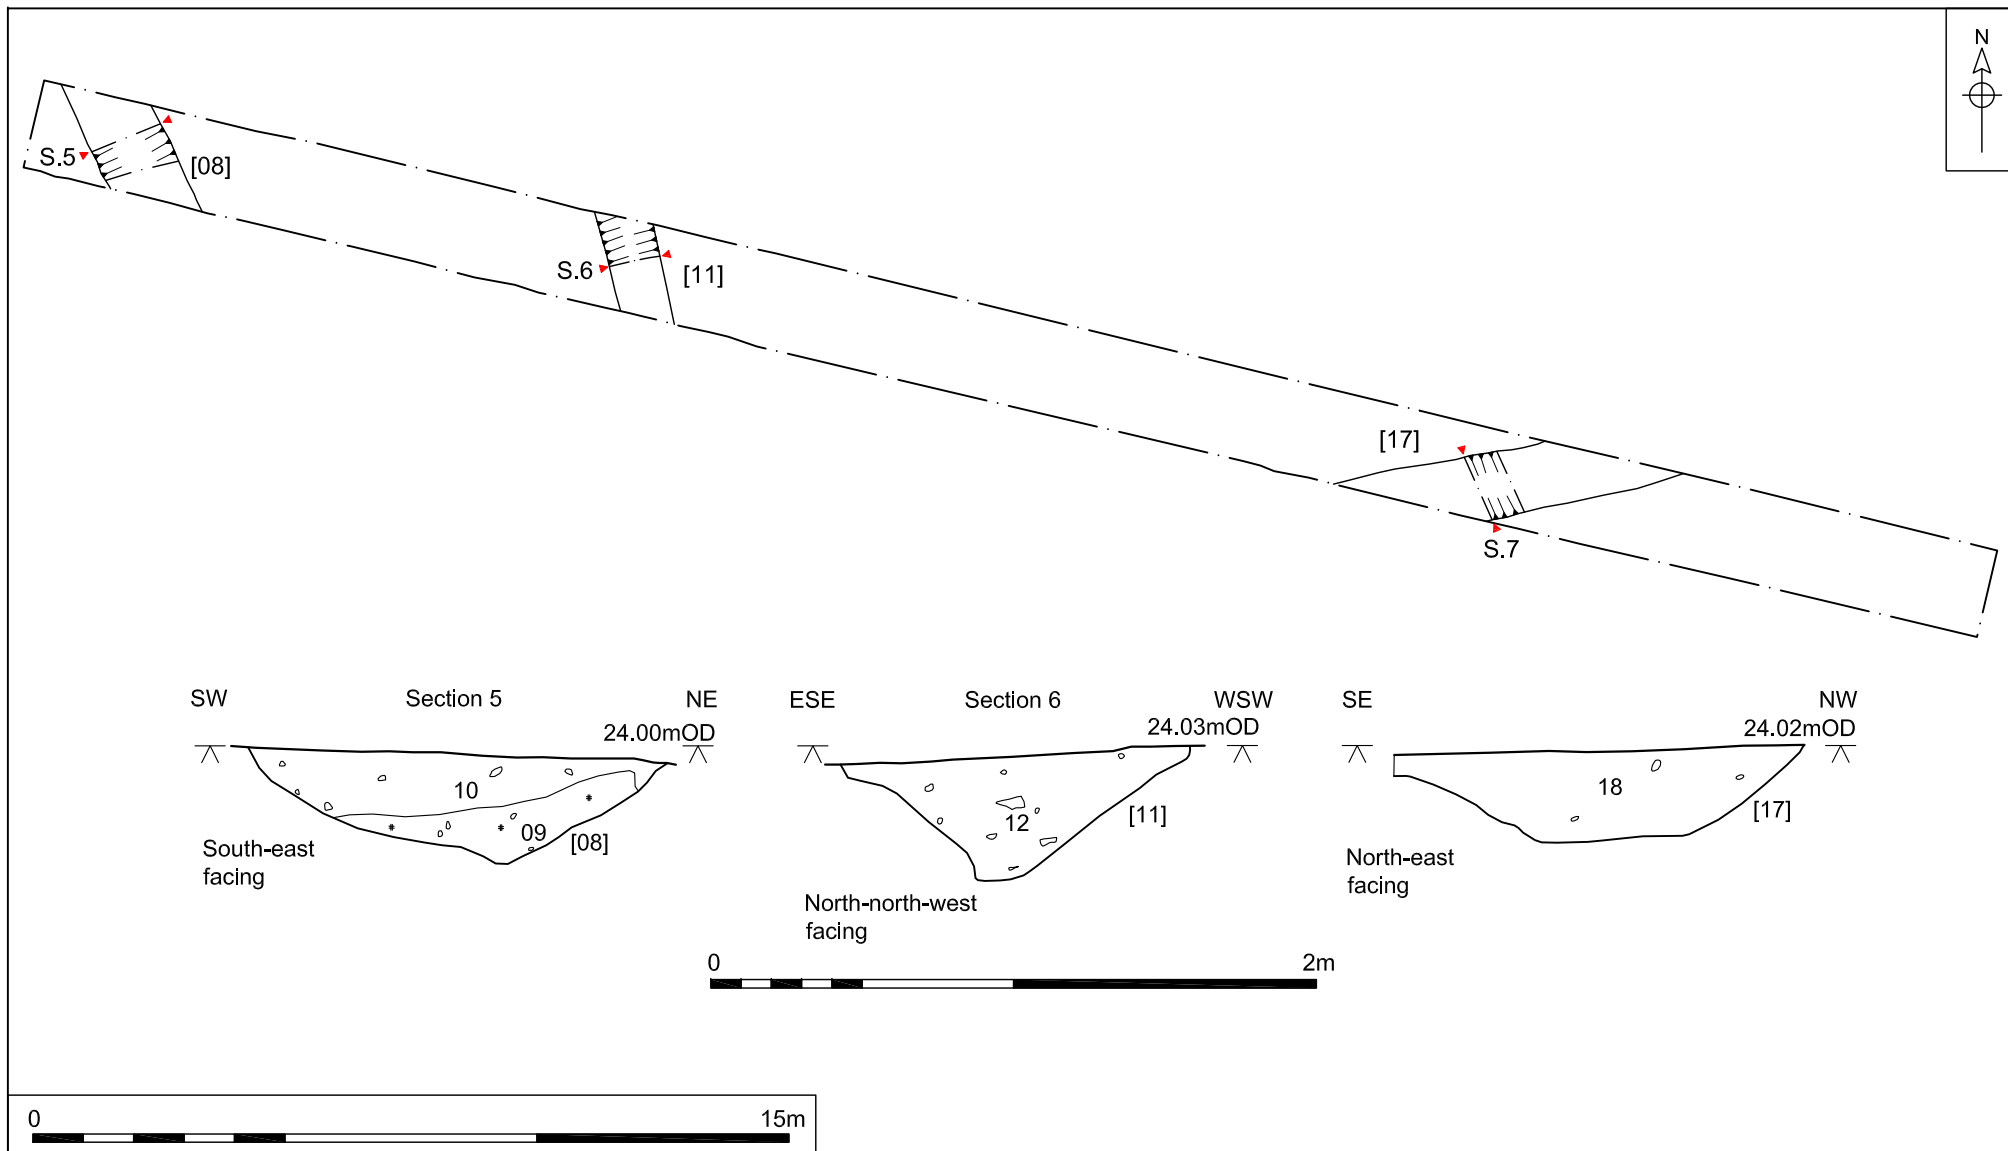 N
S.5
[08]
S.6
[11]
[17]
S.7
SW Section 5 NE
24.00mOD
10
09
[08]
South-east
facing
ESE Section 6 WSW
24.03mOD
12
[11]
North-north-west
facing
SE NW
24.02mOD
18
[17]
North-east
facing
0 2m
0 15m